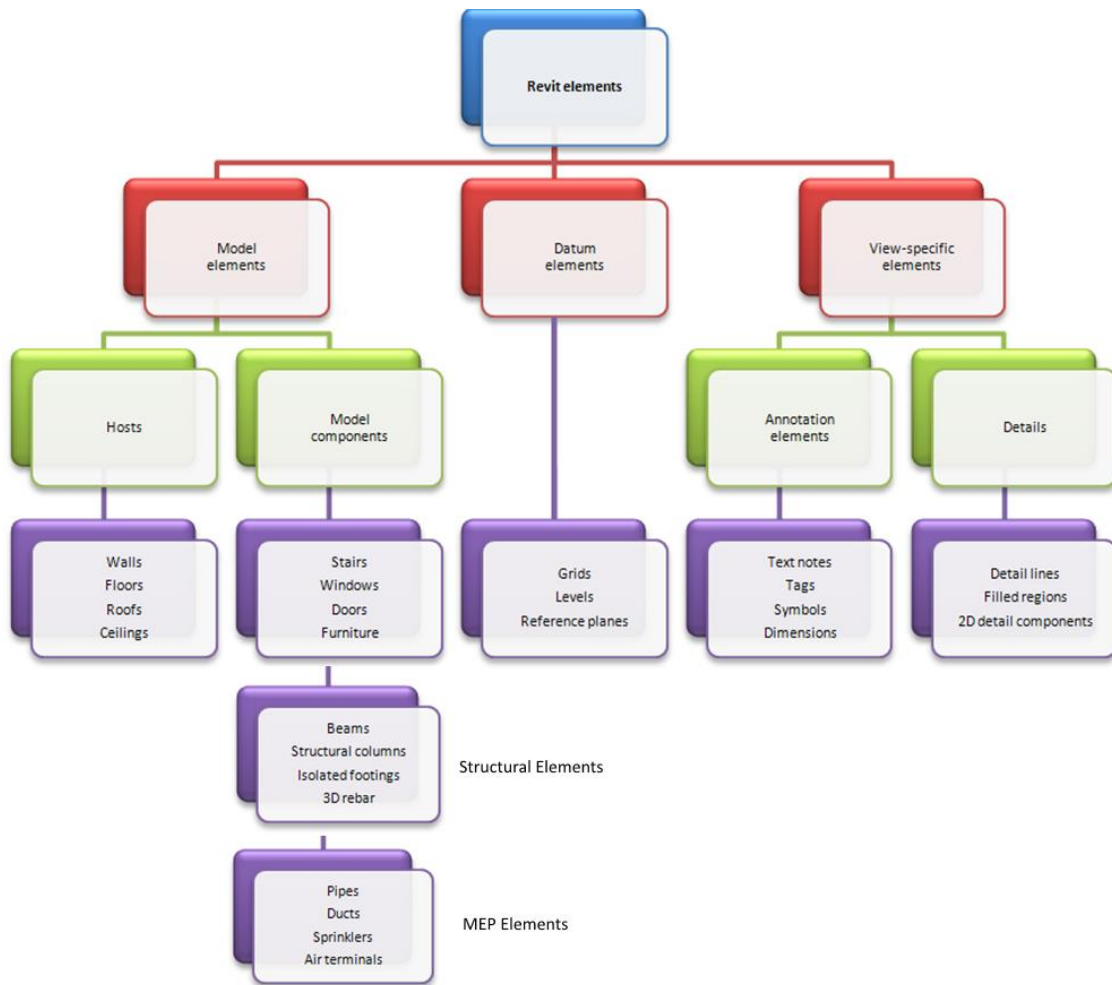 Revit elements
Model
elements
Datum
elements
View-specific
elements
Hosts
Model
components
Annotation
elements
Details
Walls
Floors
Roofs
Ceilings
Stairs
Windows
Doors
Furniture
Grids
Levels
Reference planes
Text notes
Tags
Symbols
Dimensions
Detail lines
Filled regions
2D detail components
Beams
Structural columns
Isolated footings
3D rebar
Structural Elements
Pipes
Ducts
Sprinklers
Air terminals
MEP Elements